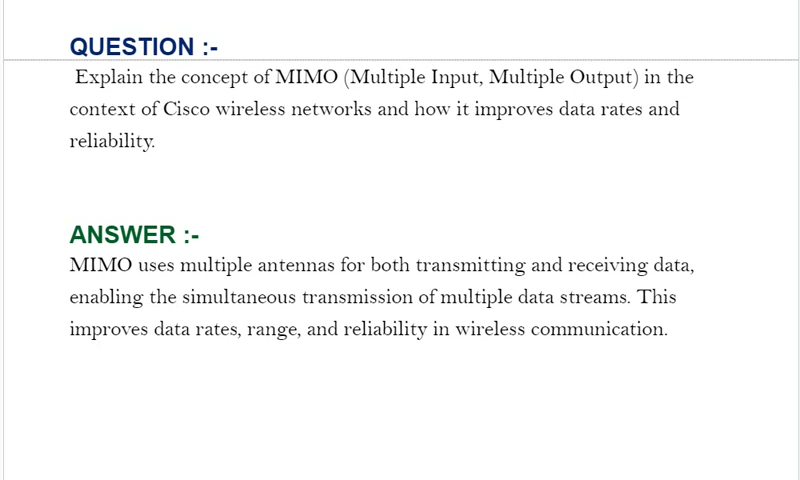 QUESTION :-
Explain the concept of MIMO (Multiple Input, Multiple Output) in the
context of Cisco wireless networks and how it improves data rates and
reliability.
ANSWER :-
MIMO uses multiple antennas for both transmitting and receiving data,
enabling the simultaneous transmission of multiple data streams. This
improves data rates, range, and reliability in wireless communication.